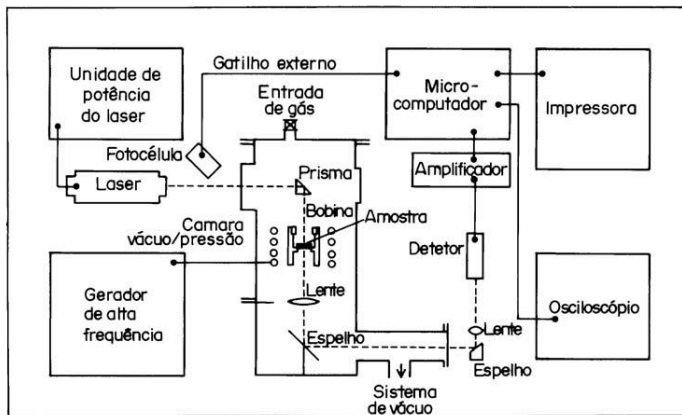 Unidade de
potência
do laser
Gatilho externo
Entrada
de gás
Micro-
computador
Impressora
Fotocélula
Laser
Prisma
Amplificador
Bobina
Amostra
Camara
vácuo/pressão
Detetor
Gerador
de alta
frequência
Lente
Osciloscópio
Espelho
Lente
Espelho
Sistema
de vácuo